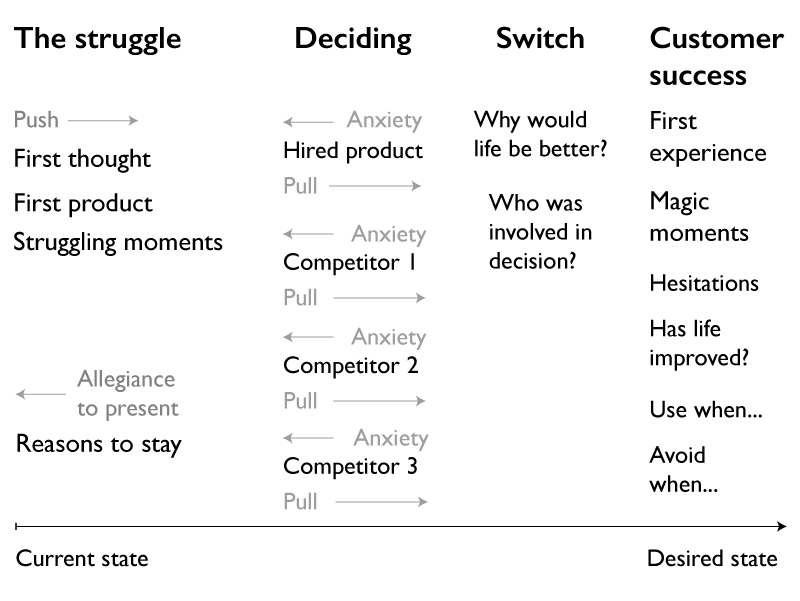 The struggle
Push
First thought
First product
Struggling moments
Allegiance
to present
Reasons to stay
Deciding
Anxiety
Hired product
Pull
Anxiety
Competitor 1
Pull
Anxiety
Competitor 2
Pull
Anxiety
Competitor 3
Pull
Switch
Why would
life be better?
Who was
involved in
decision?
Customer
success
First
experience
Magic
moments
Hesitations
Has life
improved?
Use when...
Avoid
when...
Current state
Desired state